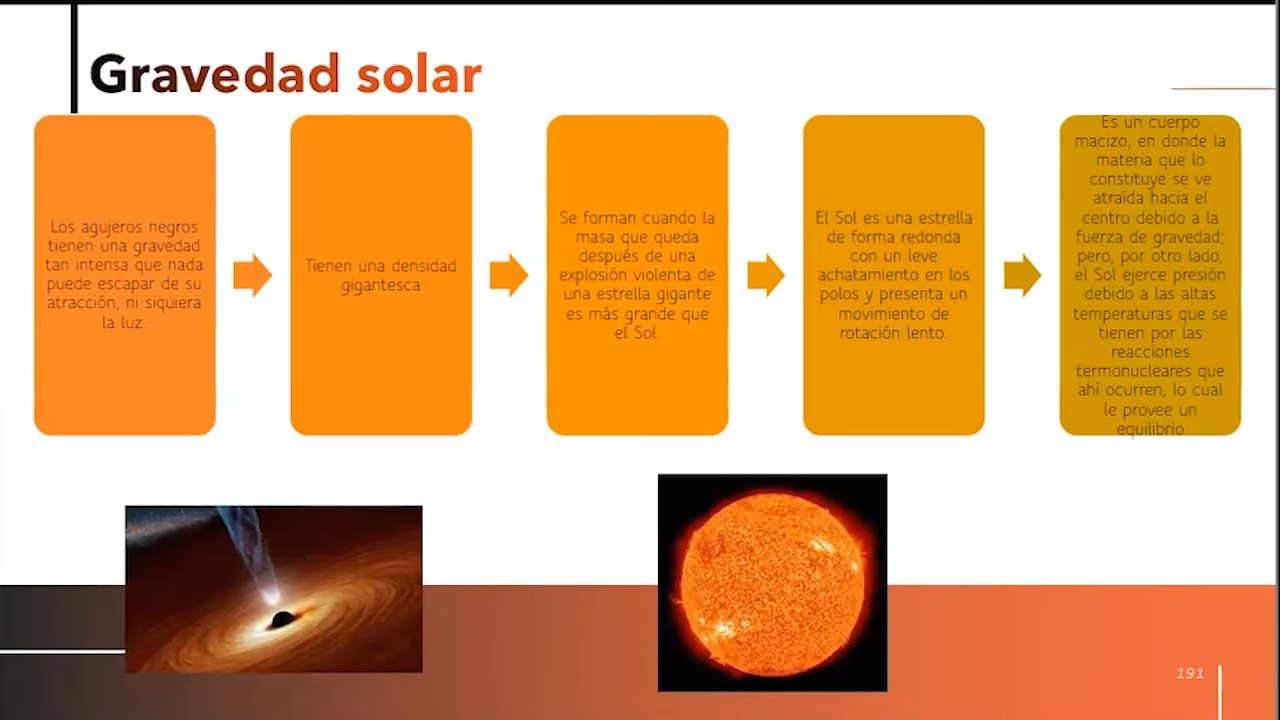 Gravedad solar
Los agujeros negros
tienen una gravedad
tan intensa que nada
puede escapar de su
atracción, ni siquiera
la luz.
Tienen una densidad
gigantesca
Se forman cuando la
masa que queda
después de una
explosión violenta de
una estrella gigante
es más grande que
el Sol.
El Sol es una estrella
de forma redonda
con un leve
achatamiento en los
polos y presenta un
movimiento de
rotación lento.
Es un cuerpo
macizo, en donde la
materia que lo
constituye se ve
atraída hacia el
centro debido a la
fuerza de gravedad;
pero, por otro lado,
el Sol ejerce presión
debido a las altas
temperaturas que se
tienen por las
reacciones
termonucleares que
ahí ocurren, lo cual
le provee un
equilibrio
191